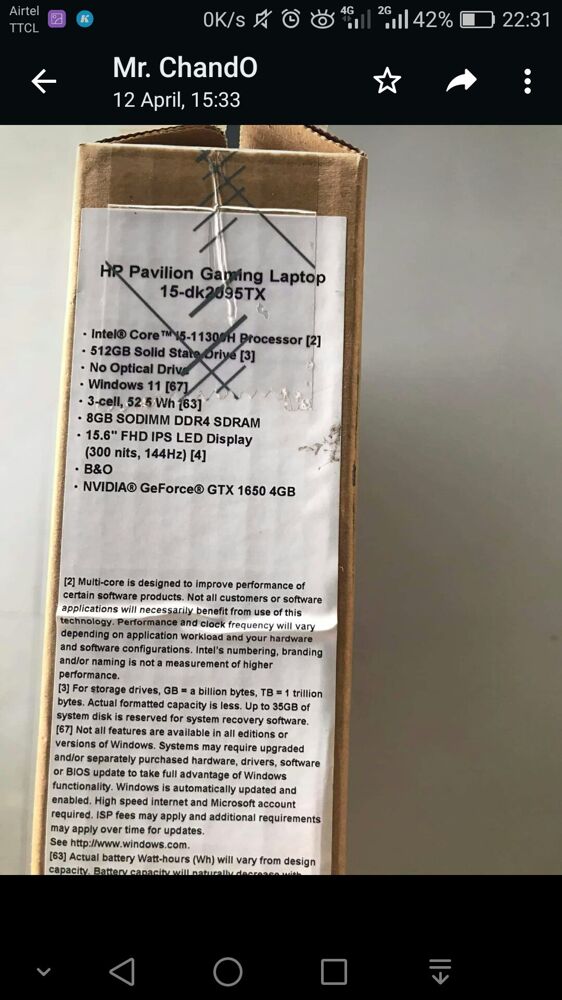 Airtel
TTCL
0K/s 4G 2G 42% 22:31
Mr. ChandO
12 April, 15:33
HP Pavilion Gaming Laptop
15-dk2095TX
· Intel® Core™ i5-11300H Processor [2]
· 512GB Solid State Drive [3]
· No Optical Drive
· Windows 11 [67]
· 3-cell, 52.5 Wh [63]
· 8GB SODIMM DDR4 SDRAM
· 15.6" FHD IPS LED Display
(300 nits, 144Hz) [4]
· B&O
· NVIDIA® GeForce® GTX 1650 4GB
[2] Multi-core is designed to improve performance of
certain software products. Not all customers or software
applications will necessarily benefit from use of this
technology. Performance and clock frequency will vary
depending on application workload and your hardware
and software configurations. Intel's numbering, branding
and/or naming is not a measurement of higher
performance.
[3] For storage drives, GB = a billion bytes, TB = 1 trillion
bytes. Actual formatted capacity is less. Up to 35GB of
system disk is reserved for system recovery software.
[67] Not all features are available in all editions or
versions of Windows. Systems may require upgraded
and/or separately purchased hardware, drivers, software
or BIOS update to take full advantage of Windows
functionality. Windows is automatically updated and
enabled. High speed internet and Microsoft account
required. ISP fees may apply and additional requirements
may apply over time for updates.
See http://www.windows.com.
[63] Actual battery Watt-hours (Wh) will vary from design
capacity. Battery capacity will naturally decrease with